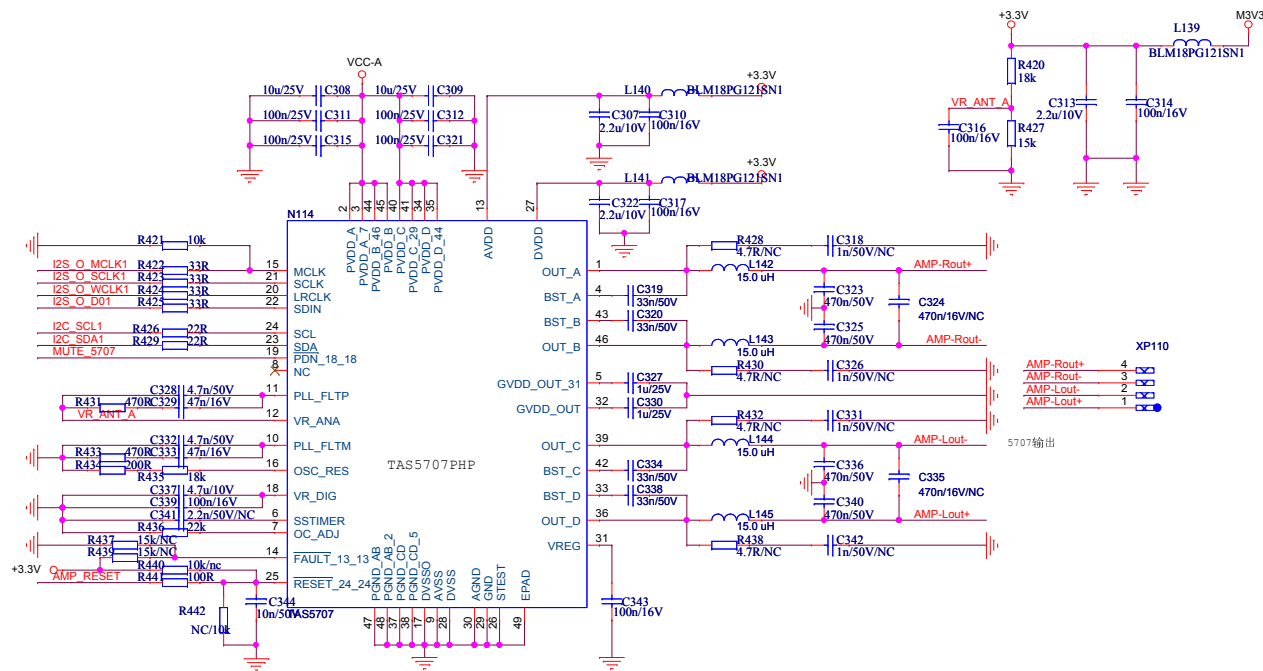 +3.3V
M3V3
L139
BLM18PG121SN1
R420
18k
VR_ANT_A
C316
100n/16V
R427
15k
C313
2.2u/10V
C314
100n/16V
VCC-A
10u/25V C308
100n/25V C311
100n/25V C315
10u/25V C309
100n/25V C312
100n/25V C321
L140 BLM18PG121SN1
+3.3V
C307
2.2u/10V
C310
100n/16V
L141 BLM18PG121SN1
+3.3V
C322
2.2u/10V
C317
100n/16V
N114
2 3 44 45 40 41 34 35 13 27
PVDD_A
PVDD_A_7
PVDD_B_46
PVDD_B
PVDD_C
PVDD_C_29
PVDD_D
PVDD_D_44
AVDD
DVDD
R421 10k
I2S_O_MCLK1 R422 33R 15 MCLK
I2S_O_SCLK1 R423 33R 21 SCLK
I2S_O_WCLK1 R424 33R 20 LRCLK
I2S_O_D01 R425 33R 22 SDIN
I2C_SCL1 R426 22R 24 SCL
I2C_SDA1 R429 22R 23 SDA
MUTE_5707 19 PDN_18_18
8 NC
C328 4.7n/50V 11 PLL_FLTP
R431 470R C329 47n/16V
VR_ANT_A 12 VR_ANA
C332 4.7n/50V 10 PLL_FLTM
R433 470R C333 47n/16V
R434 200R 16 OSC_RES
R435 18k
C337 4.7u/10V 18 VR_DIG
C339 100n/16V
C341 2.2n/50V/NC 6 SSTIMER
R436 22k 7 OC_ADJ
R437 15k/NC
R439 15k/NC 14 FAULT_13_13
+3.3V R440 10k/nc
AMP_RESET R441 100R 25 RESET_24_24
R442
NC/10k
C344
10n/50V
TAS5707
TAS5707PHP
PGND_AB
PGND_AB_2
PGND_CD
PGND_CD_5
DVSSO
AVSS
DVSS
AGND
GND
STEST
EPAD
47 48 37 38 17 9 28 30 29 26 49
OUT_A 1
BST_A 4
BST_B 43
OUT_B 46
GVDD_OUT_31 5
GVDD_OUT 32
OUT_C 39
BST_C 42
BST_D 33
OUT_D 36
VREG 31
R428
4.7R/NC
C318
1n/50V/NC
L142
15.0 uH
AMP-Rout+
C319
33n/50V
C320
33n/50V
C323
470n/50V
C324
470n/16V/NC
C325
470n/50V
L143
15.0 uH
AMP-Rout-
R430
4.7R/NC
C326
1n/50V/NC
C327
1u/25V
C330
1u/25V
R432
4.7R/NC
C331
1n/50V/NC
L144
15.0 uH
AMP-Lout-
C334
33n/50V
C338
33n/50V
C336
470n/50V
C335
470n/16V/NC
C340
470n/50V
L145
15.0 uH
AMP-Lout+
R438
4.7R/NC
C342
1n/50V/NC
C343
100n/16V
XP110
AMP-Rout+ 4
AMP-Rout- 3
AMP-Lout- 2
AMP-Lout+ 1
5707输出